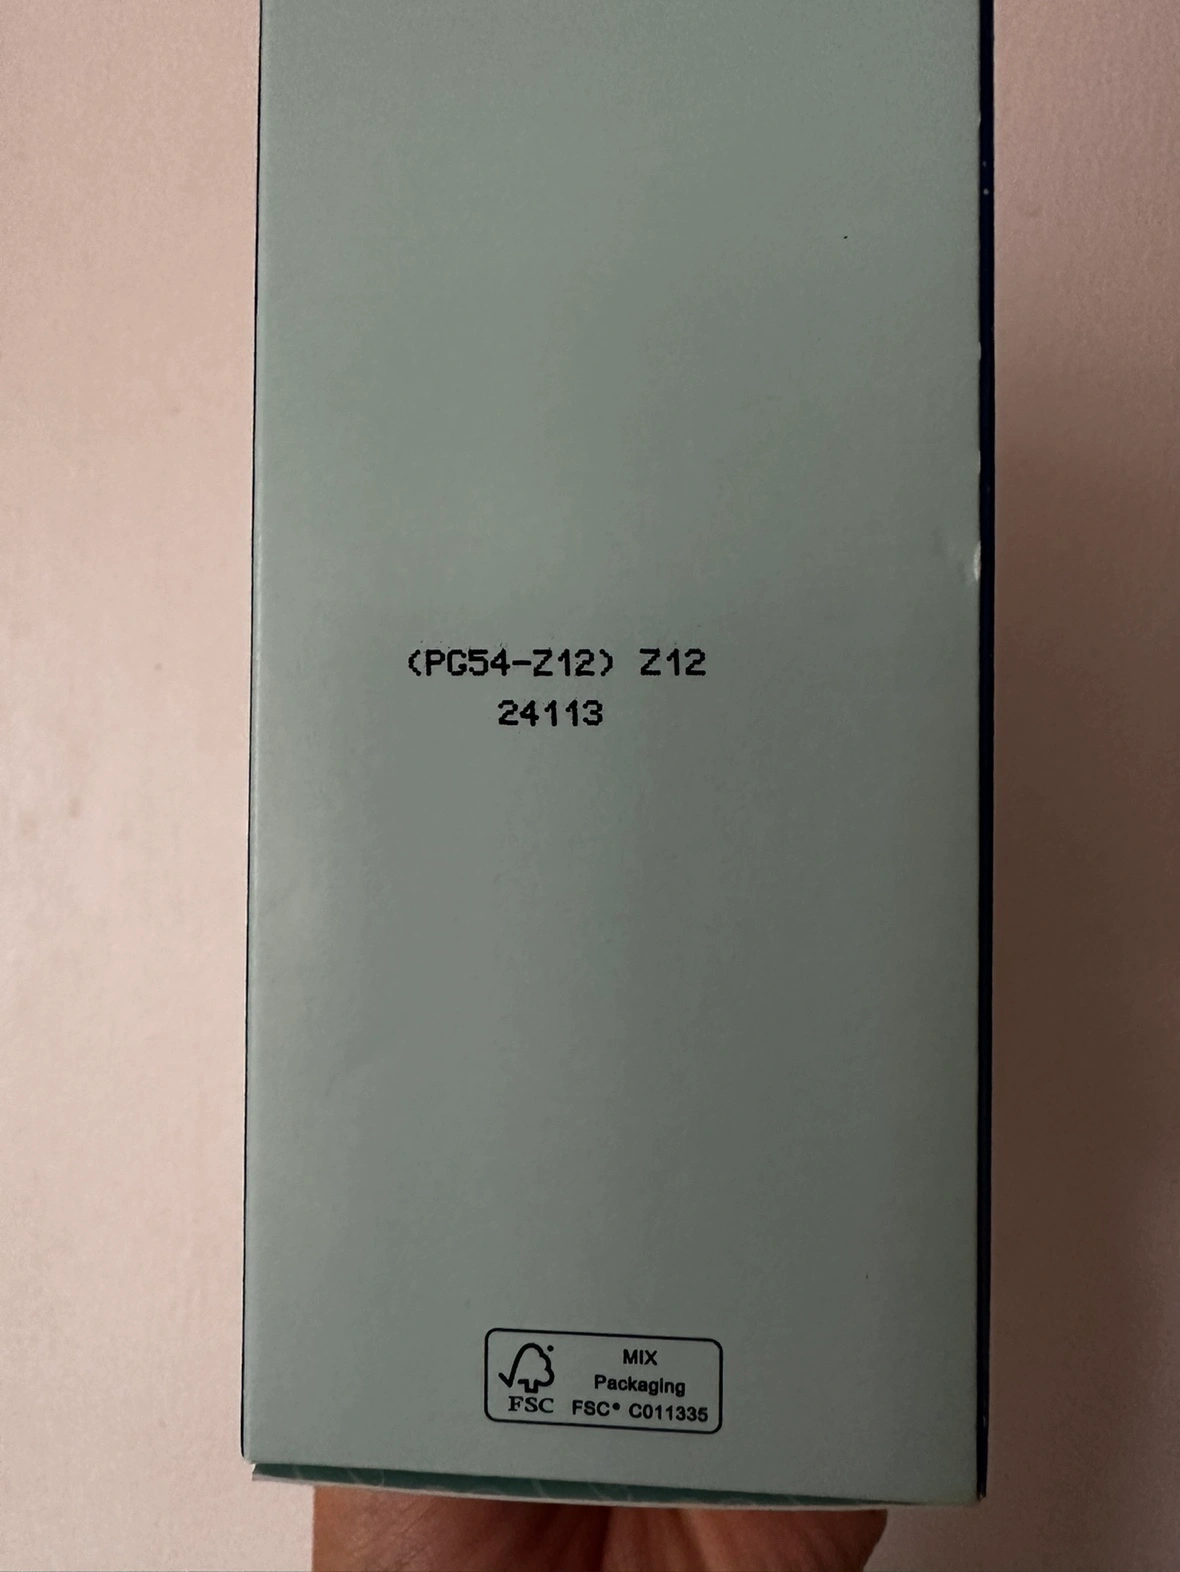 (PG54-Z12) Z12
24113
MIX
Packaging
FSC FSC® C011335